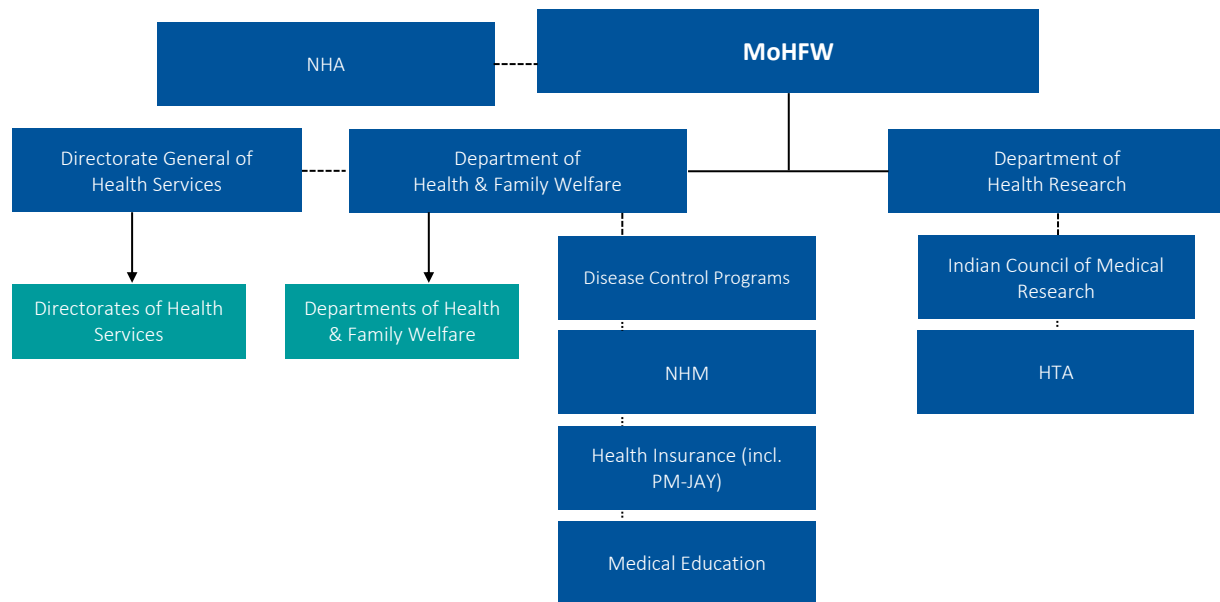 MoHFW
NHA
Directorate General of
Health Services
Department of
Health & Family Welfare
Department of
Health Research
Directorates of Health
Services
Departments of Health
& Family Welfare
Disease Control Programs
NHM
Health Insurance (incl.
PM-JAY)
Medical Education
Indian Council of Medical
Research
HTA